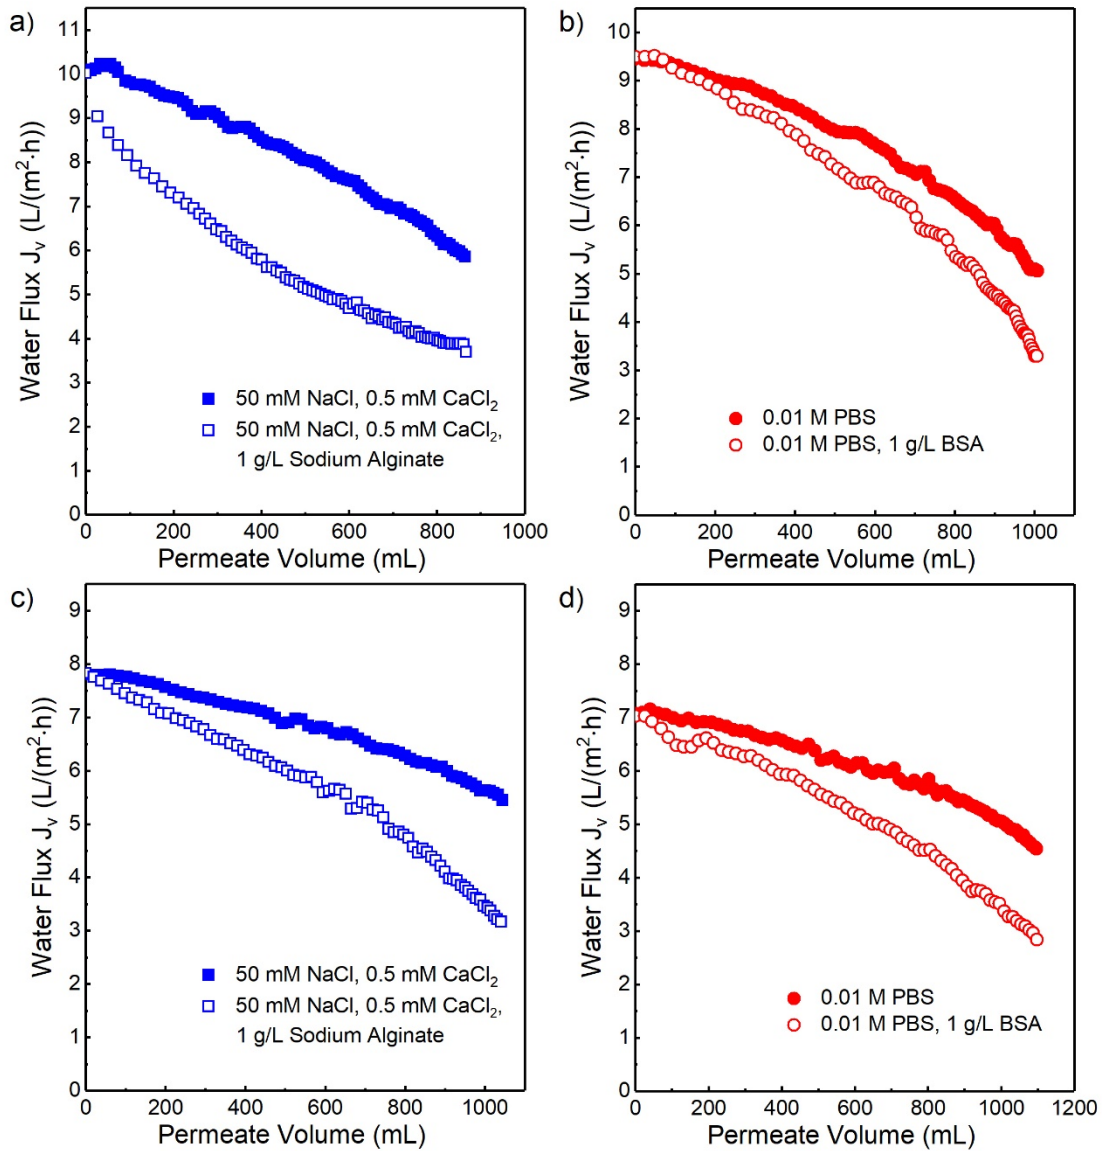 a)
Water Flux Jv (L/(m²·h))
11
10
9
8
7
6
5
4
3
2
1
0
50 mM NaCl, 0.5 mM CaCl₂
50 mM NaCl, 0.5 mM CaCl₂,
1 g/L Sodium Alginate
0 200 400 600 800 1000
Permeate Volume (mL)
b)
Water Flux Jv (L/(m²·h))
10
9
8
7
6
5
4
3
2
1
0
0.01 M PBS
0.01 M PBS, 1 g/L BSA
0 200 400 600 800 1000
Permeate Volume (mL)
c)
Water Flux Jv (L/(m²·h))
9
8
7
6
5
4
3
2
1
0
50 mM NaCl, 0.5 mM CaCl₂
50 mM NaCl, 0.5 mM CaCl₂,
1 g/L Sodium Alginate
0 200 400 600 800 1000
Permeate Volume (mL)
d)
Water Flux Jv (L/(m²·h))
9
8
7
6
5
4
3
2
1
0
0.01 M PBS
0.01 M PBS, 1 g/L BSA
0 200 400 600 800 1000 1200
Permeate Volume (mL)